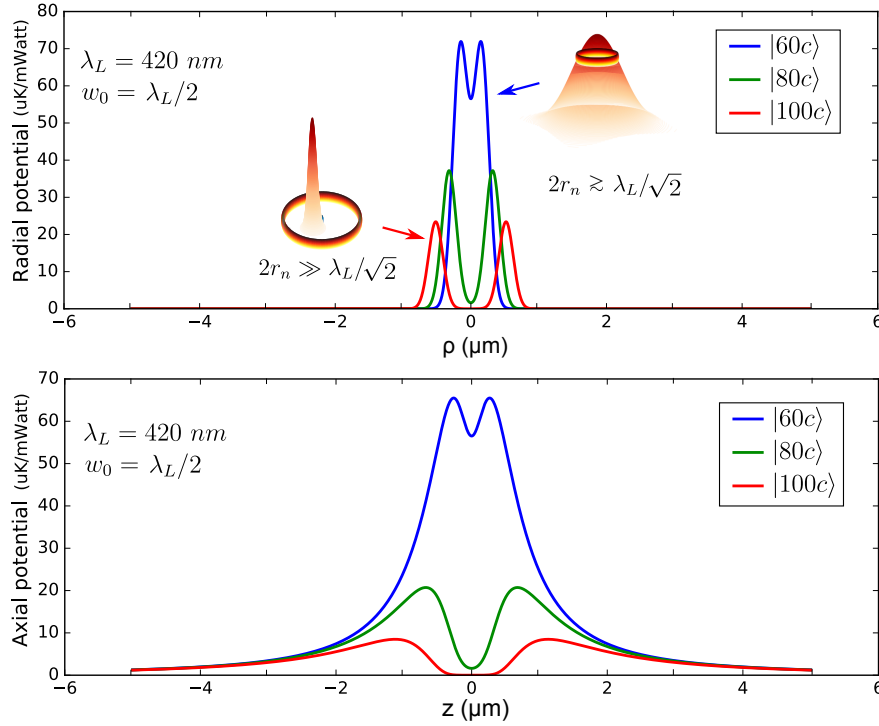 80
70
60
50
40
30
20
10
0
Radial potential (uK/mWatt)
λ_L = 420 nm
w_0 = λ_L/2
2r_n ≫ λ_L/√2
2r_n ≳ λ_L/√2
|60c⟩
|80c⟩
|100c⟩
−6 −4 −2 0 2 4 6
ρ (µm)
70
60
50
40
30
20
10
0
Axial potential (uK/mWatt)
λ_L = 420 nm
w_0 = λ_L/2
|60c⟩
|80c⟩
|100c⟩
−6 −4 −2 0 2 4 6
z (µm)